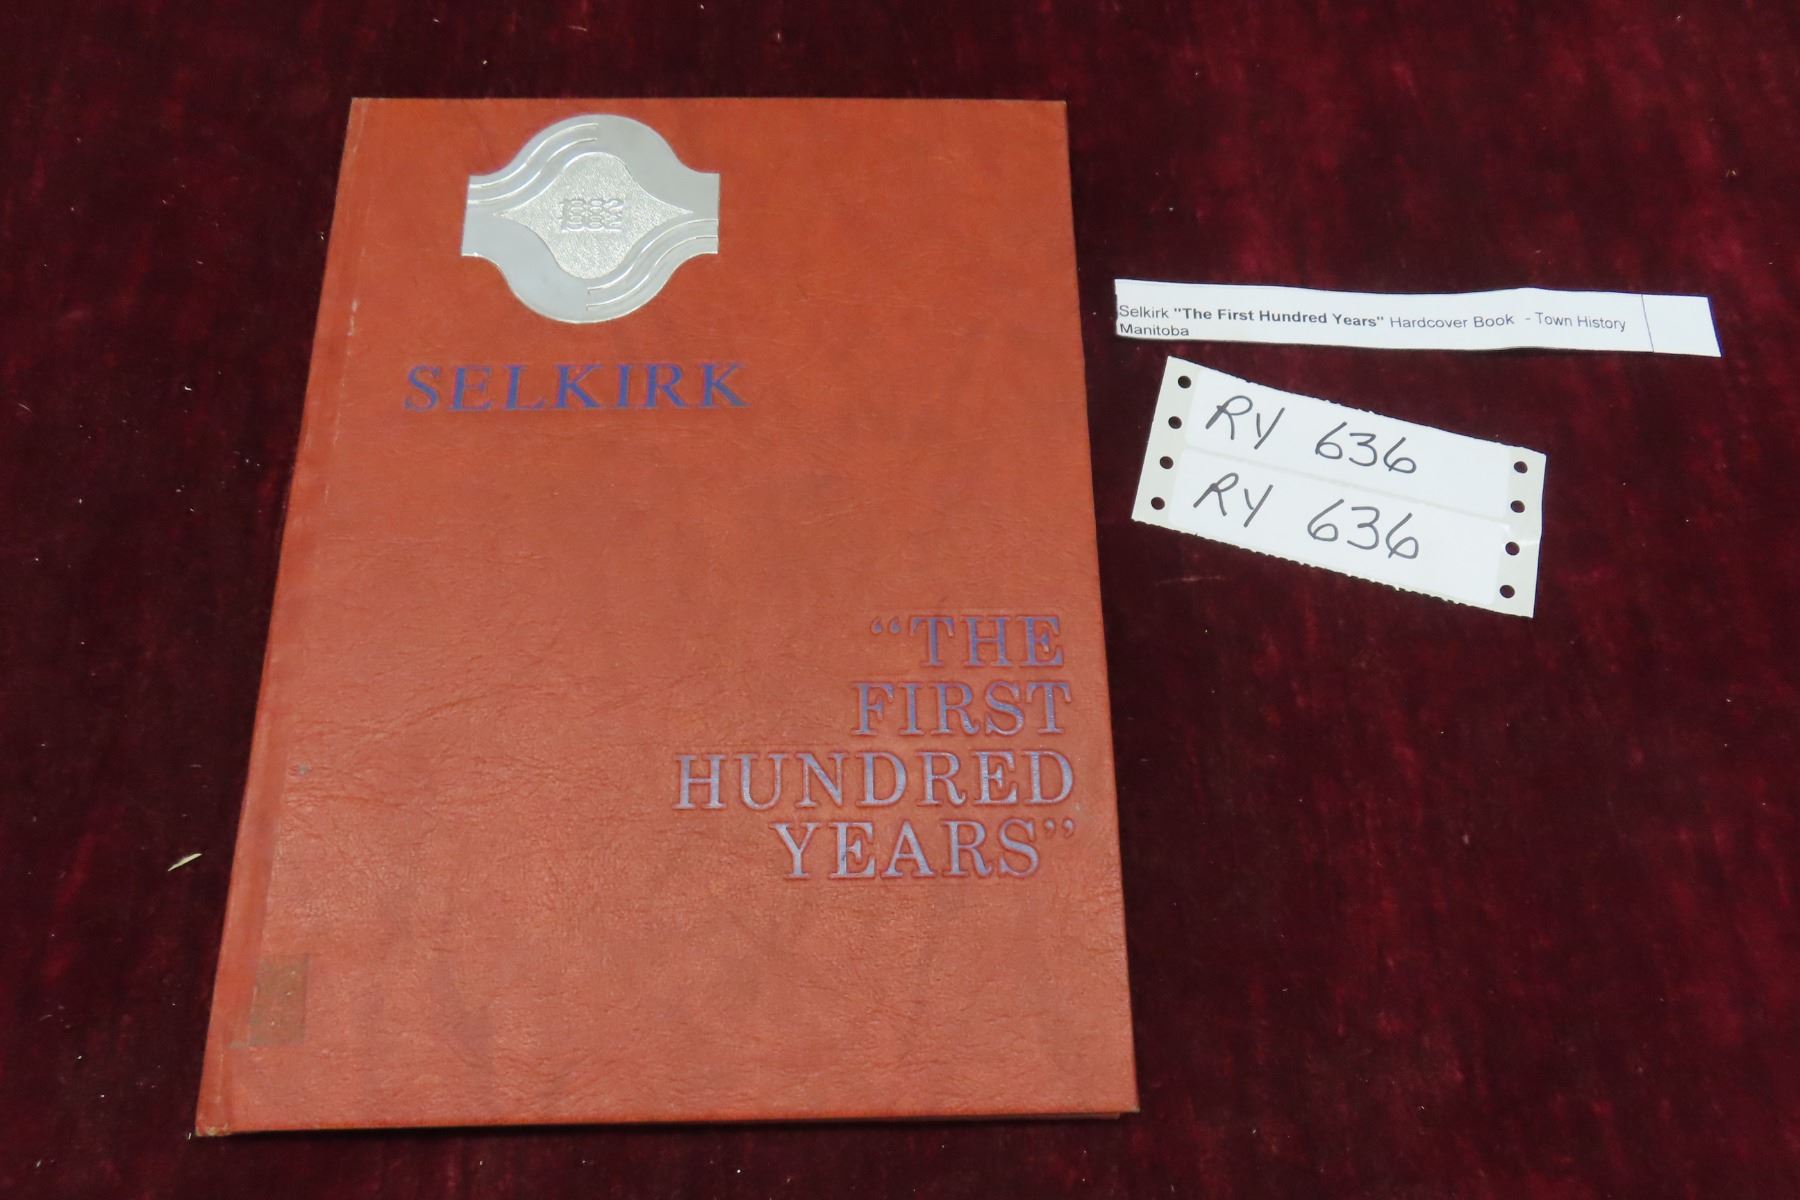 SELKIRK
"THE
FIRST
HUNDRED
YEARS"
Selkirk "The First Hundred Years" Hardcover Book - Town History
Manitoba
RY 636
RY 636